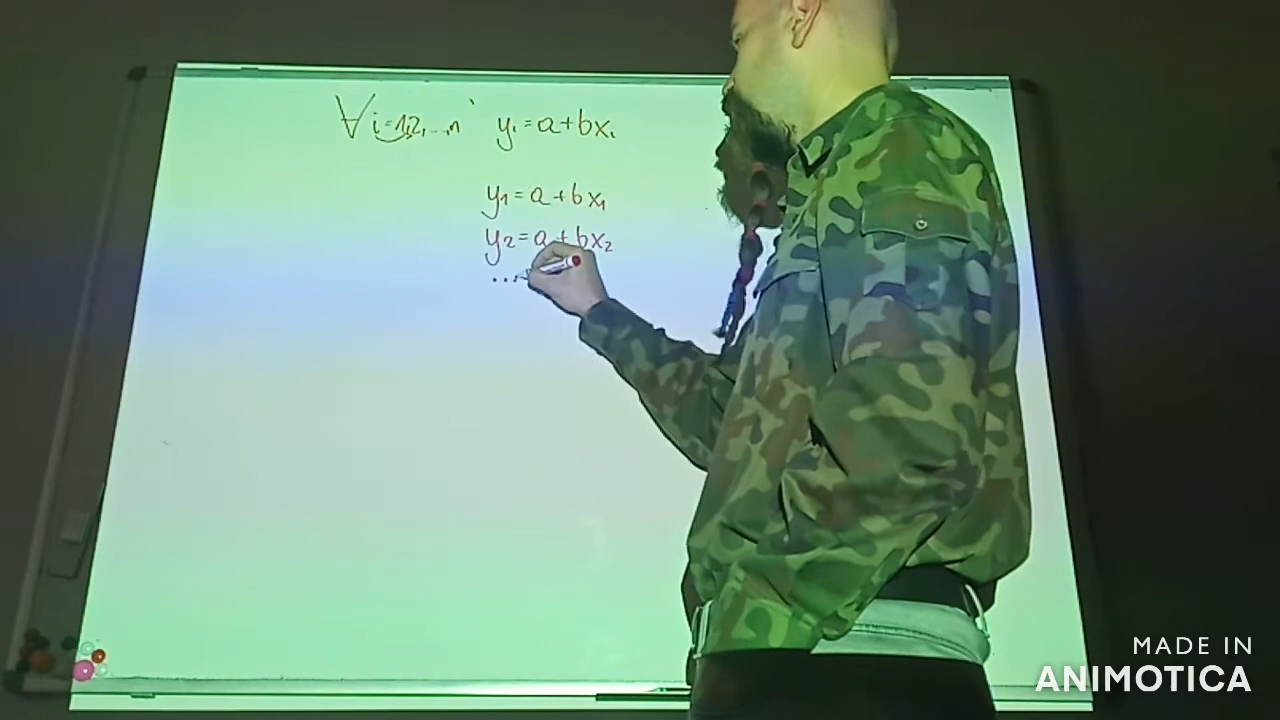 ∀ i=1,2,...,n yᵢ=a+bxᵢ
y₁=a+bx₁
y₂=a+bx₂
...
MADE IN
ANIMOTICA